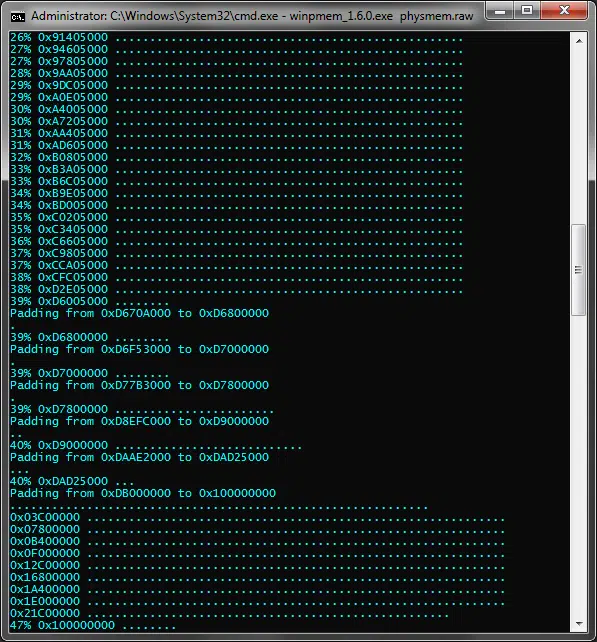 Administrator: C:\Windows\System32\cmd.exe - winpmem_1.6.0.exe  physmem.raw
26% 0x91405000 ..................................................
27% 0x94605000 ..................................................
27% 0x97805000 ..................................................
28% 0x9AA05000 ..................................................
29% 0x9DC05000 ..................................................
29% 0xA0E05000 ..................................................
30% 0xA4005000 ..................................................
30% 0xA7205000 ..................................................
31% 0xAA405000 ..................................................
31% 0xAD605000 ..................................................
32% 0xB0805000 ..................................................
33% 0xB3A05000 ..................................................
33% 0xB6C05000 ..................................................
34% 0xB9E05000 ..................................................
34% 0xBD005000 ..................................................
35% 0xC0205000 ..................................................
35% 0xC3405000 ..................................................
36% 0xC6605000 ..................................................
37% 0xC9805000 ..................................................
37% 0xCCA05000 ..................................................
38% 0xCFC05000 ..................................................
38% 0xD2E05000 ..................................................
39% 0xD6005000 ........
Padding from 0xD670A000 to 0xD6800000
.
39% 0xD6800000 ........
Padding from 0xD6F53000 to 0xD7000000
.
39% 0xD7000000 ........
Padding from 0xD77B3000 to 0xD7800000
.
39% 0xD7800000 .......................
Padding from 0xD8EFC000 to 0xD9000000
..
40% 0xD9000000 ...........................
Padding from 0xDAAE2000 to 0xDAD25000
...
40% 0xDAD25000 ...
Padding from 0xDB000000 to 0x100000000
............................................................
0x03C00000 ............................................................
0x07800000 ............................................................
0x0B400000 ............................................................
0x0F000000 ............................................................
0x12C00000 ............................................................
0x16800000 ............................................................
0x1A400000 ............................................................
0x1E000000 ............................................................
0x21C00000 ....................................................
47% 0x100000000 ........